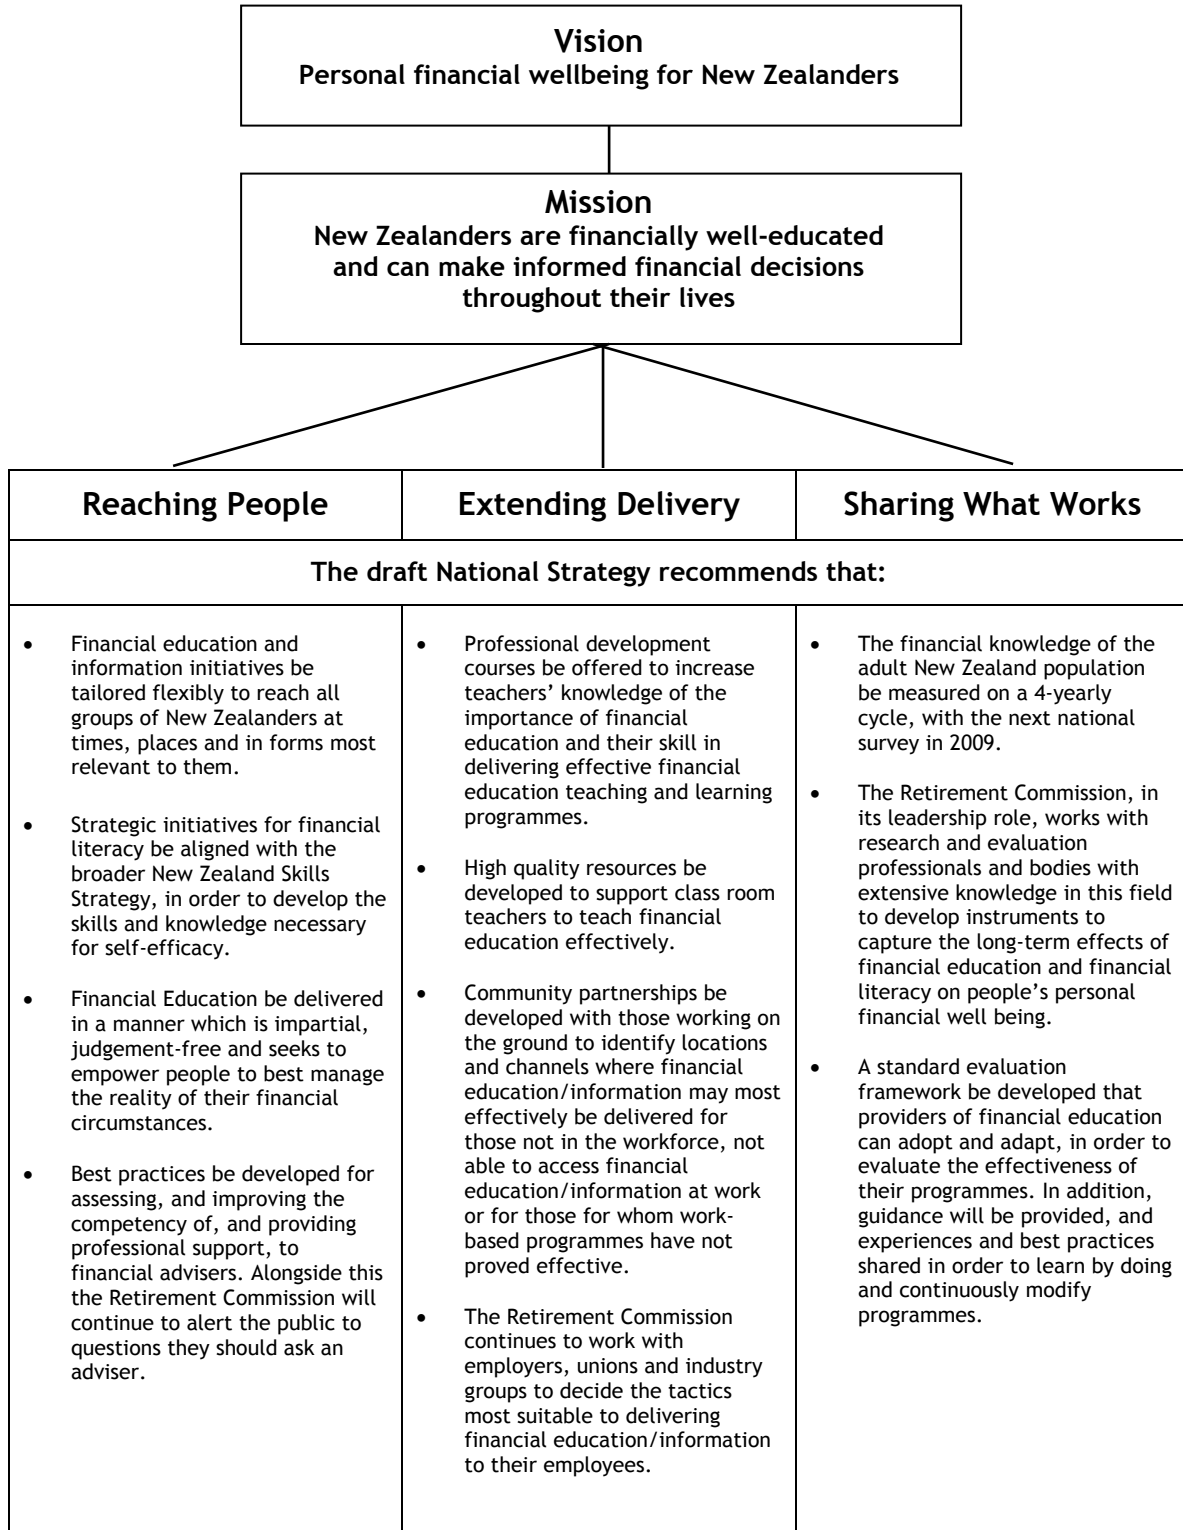 Vision
Personal financial wellbeing for New Zealanders
Mission
New Zealanders are financially well-educated
and can make informed financial decisions
throughout their lives
Reaching People
Extending Delivery
Sharing What Works
The draft National Strategy recommends that:
• Financial education and
information initiatives be
tailored flexibly to reach all
groups of New Zealanders at
times, places and in forms most
relevant to them.
• Strategic initiatives for financial
literacy be aligned with the
broader New Zealand Skills
Strategy, in order to develop the
skills and knowledge necessary
for self-efficacy.
• Financial Education be delivered
in a manner which is impartial,
judgement-free and seeks to
empower people to best manage
the reality of their financial
circumstances.
• Best practices be developed for
assessing, and improving the
competency of, and providing
professional support, to
financial advisers. Alongside this
the Retirement Commission will
continue to alert the public to
questions they should ask an
adviser.
• Professional development
courses be offered to increase
teachers’ knowledge of the
importance of financial
education and their skill in
delivering effective financial
education teaching and learning
programmes.
• High quality resources be
developed to support class room
teachers to teach financial
education effectively.
• Community partnerships be
developed with those working on
the ground to identify locations
and channels where financial
education/information may most
effectively be delivered for
those not in the workforce, not
able to access financial
education/information at work
or for those for whom work-
based programmes have not
proved effective.
• The Retirement Commission
continues to work with
employers, unions and industry
groups to decide the tactics
most suitable to delivering
financial education/information
to their employees.
• The financial knowledge of the
adult New Zealand population
be measured on a 4-yearly
cycle, with the next national
survey in 2009.
• The Retirement Commission, in
its leadership role, works with
research and evaluation
professionals and bodies with
extensive knowledge in this field
to develop instruments to
capture the long-term effects of
financial education and financial
literacy on people’s personal
financial well being.
• A standard evaluation
framework be developed that
providers of financial education
can adopt and adapt, in order to
evaluate the effectiveness of
their programmes. In addition,
guidance will be provided, and
experiences and best practices
shared in order to learn by doing
and continuously modify
programmes.